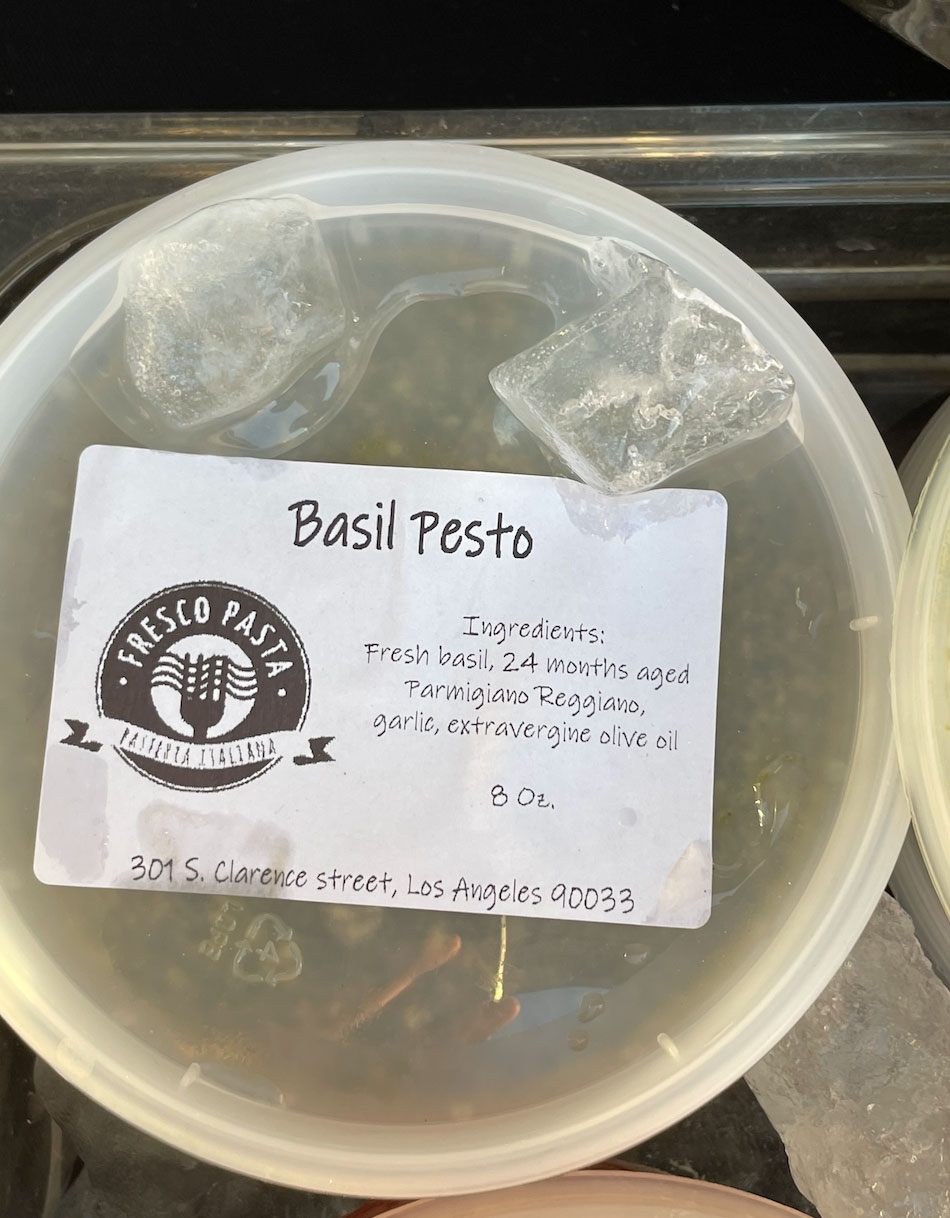 Basil Pesto
FRESCO PASTA
PASTERIA ITALIANA
Ingredients:
Fresh basil, 24 months aged
Parmigiano Reggiano,
garlic, extravergine olive oil
8 Oz.
301 S. Clarence street, Los Angeles 90033